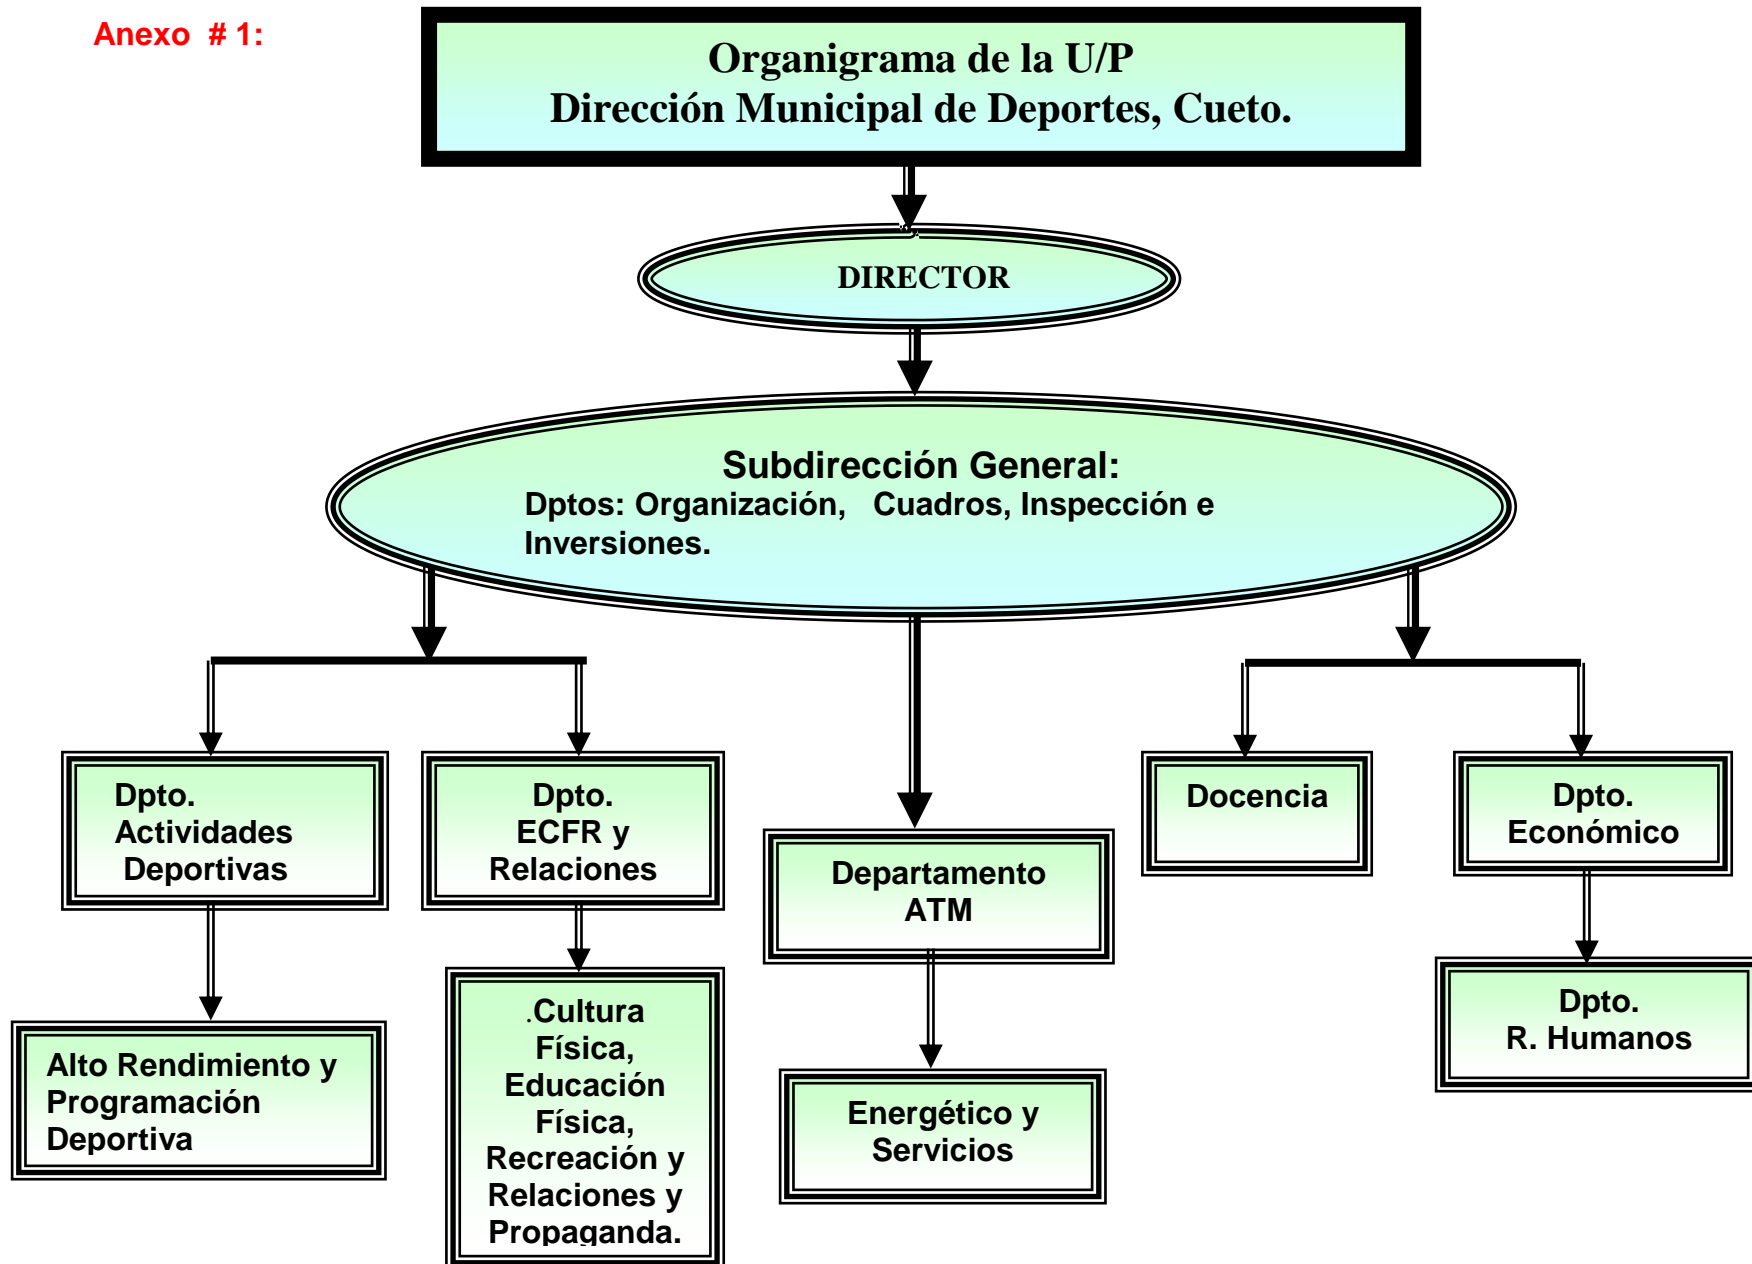 Anexo # 1:
Organigrama de la U/P
Dirección Municipal de Deportes, Cueto.
DIRECTOR
Subdirección General:
Dptos: Organización, Cuadros, Inspección e
Inversiones.
Dpto.
Actividades
Deportivas
Dpto.
ECFR y
Relaciones
Departamento
ATM
Docencia
Dpto.
Económico
Alto Rendimiento y
Programación
Deportiva
.Cultura
Física,
Educación
Física,
Recreación y
Relaciones y
Propaganda.
Energético y
Servicios
Dpto.
R. Humanos